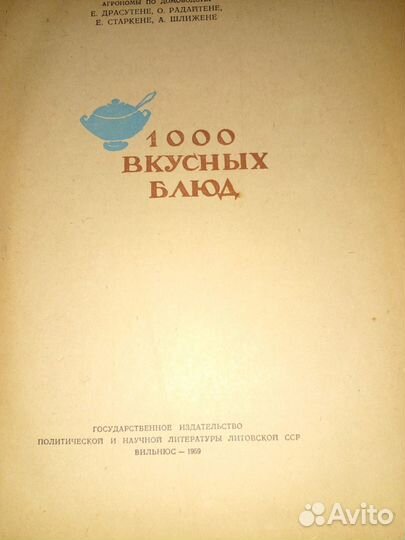 АГРОНОМЫ ПО ДОМОВОДСТВУ
Е. ДРАСУТЕНЕ, О. РАДАЙТЕНЕ,
Е. СТАРКЕНЕ, А. ШЛИЖЕНЕ
1000
ВКУСНЫХ
БЛЮД
ГОСУДАРСТВЕННОЕ ИЗДАТЕЛЬСТВО
ПОЛИТИЧЕСКОЙ И НАУЧНОЙ ЛИТЕРАТУРЫ ЛИТОВСКОЙ ССР
ВИЛЬНЮС — 1959
Avito